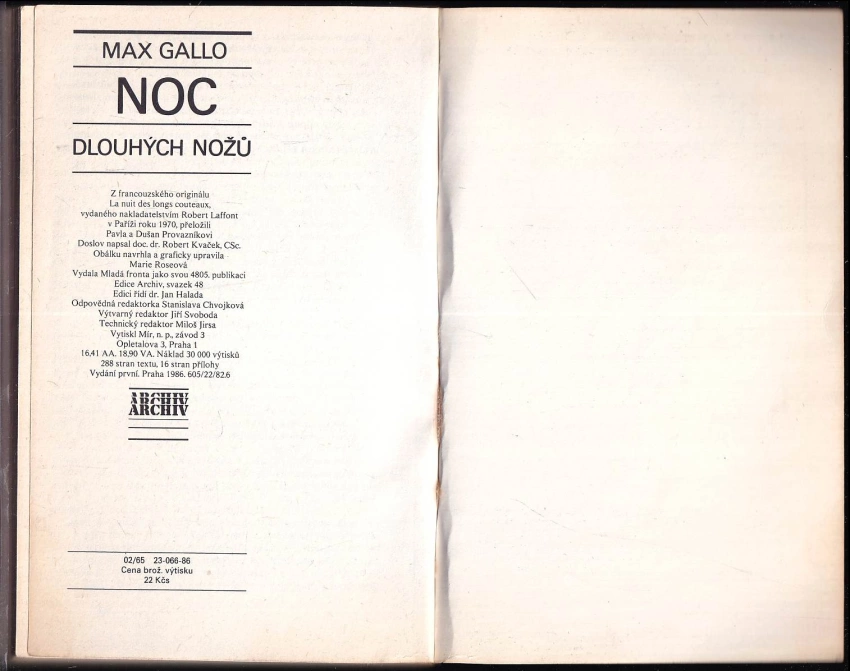 MAX GALLO
NOC
DLOUHÝCH NOŽŮ
Z francouzského originálu
La nuit des longs couteaux,
vydaného nakladatelstvím Robert Laffont
v Paříži roku 1970, přeložili
Pavla a Dušan Provazníkovi
Doslov napsal doc. dr. Robert Kvaček, CSc.
Obálku navrhla a graficky upravila
Marie Roseová
Vydala Mladá fronta jako svou 4805. publikaci
Edice Archiv, svazek 48
Edici řídí dr. Jan Halada
Odpovědná redaktorka Stanislava Chvojková
Výtvarný redaktor Jiří Svoboda
Technický redaktor Miloš Jirsa
Vytiskl Mír, n. p., závod 3
Opletalova 3, Praha 1
16,41 AA. 18,90 VA. Náklad 30 000 výtisků
288 stran textu, 16 stran přílohy
Vydání první. Praha 1986. 605/22/82.6
ARCHIV
ARCHIV
02/65 23-066-86
Cena brož. výtisku
22 Kčs